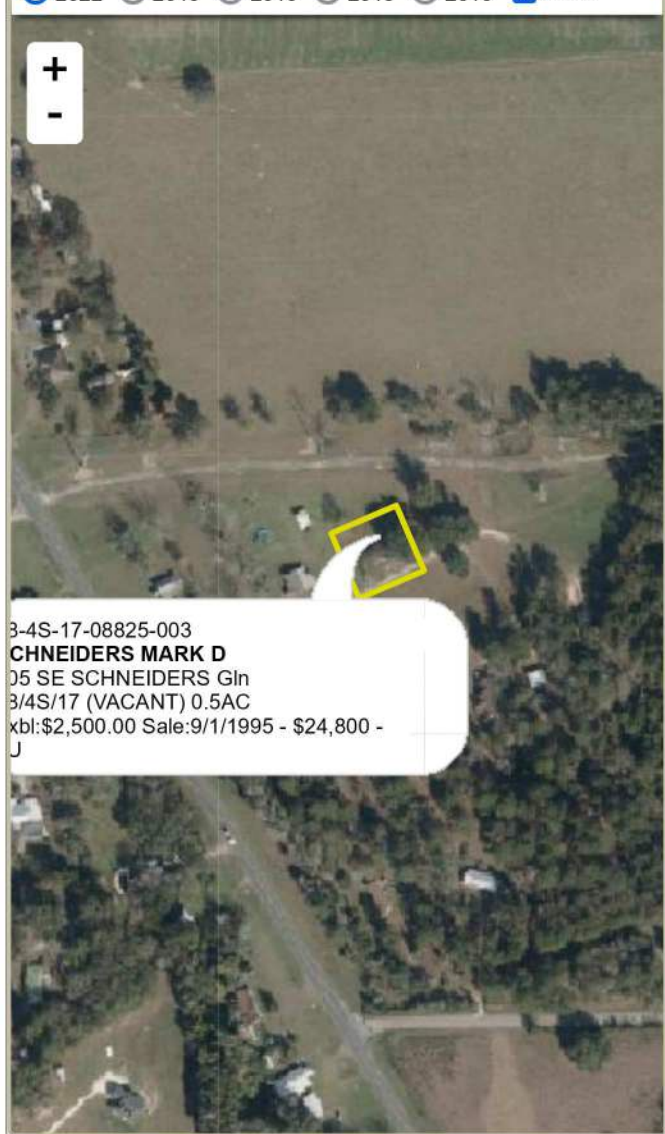 +
-
3-4S-17-08825-003
CHNEIDERS MARK D
05 SE SCHNEIDERS Gln
3/4S/17 (VACANT) 0.5AC
xbl:$2,500.00 Sale:9/1/1995 - $24,800 -